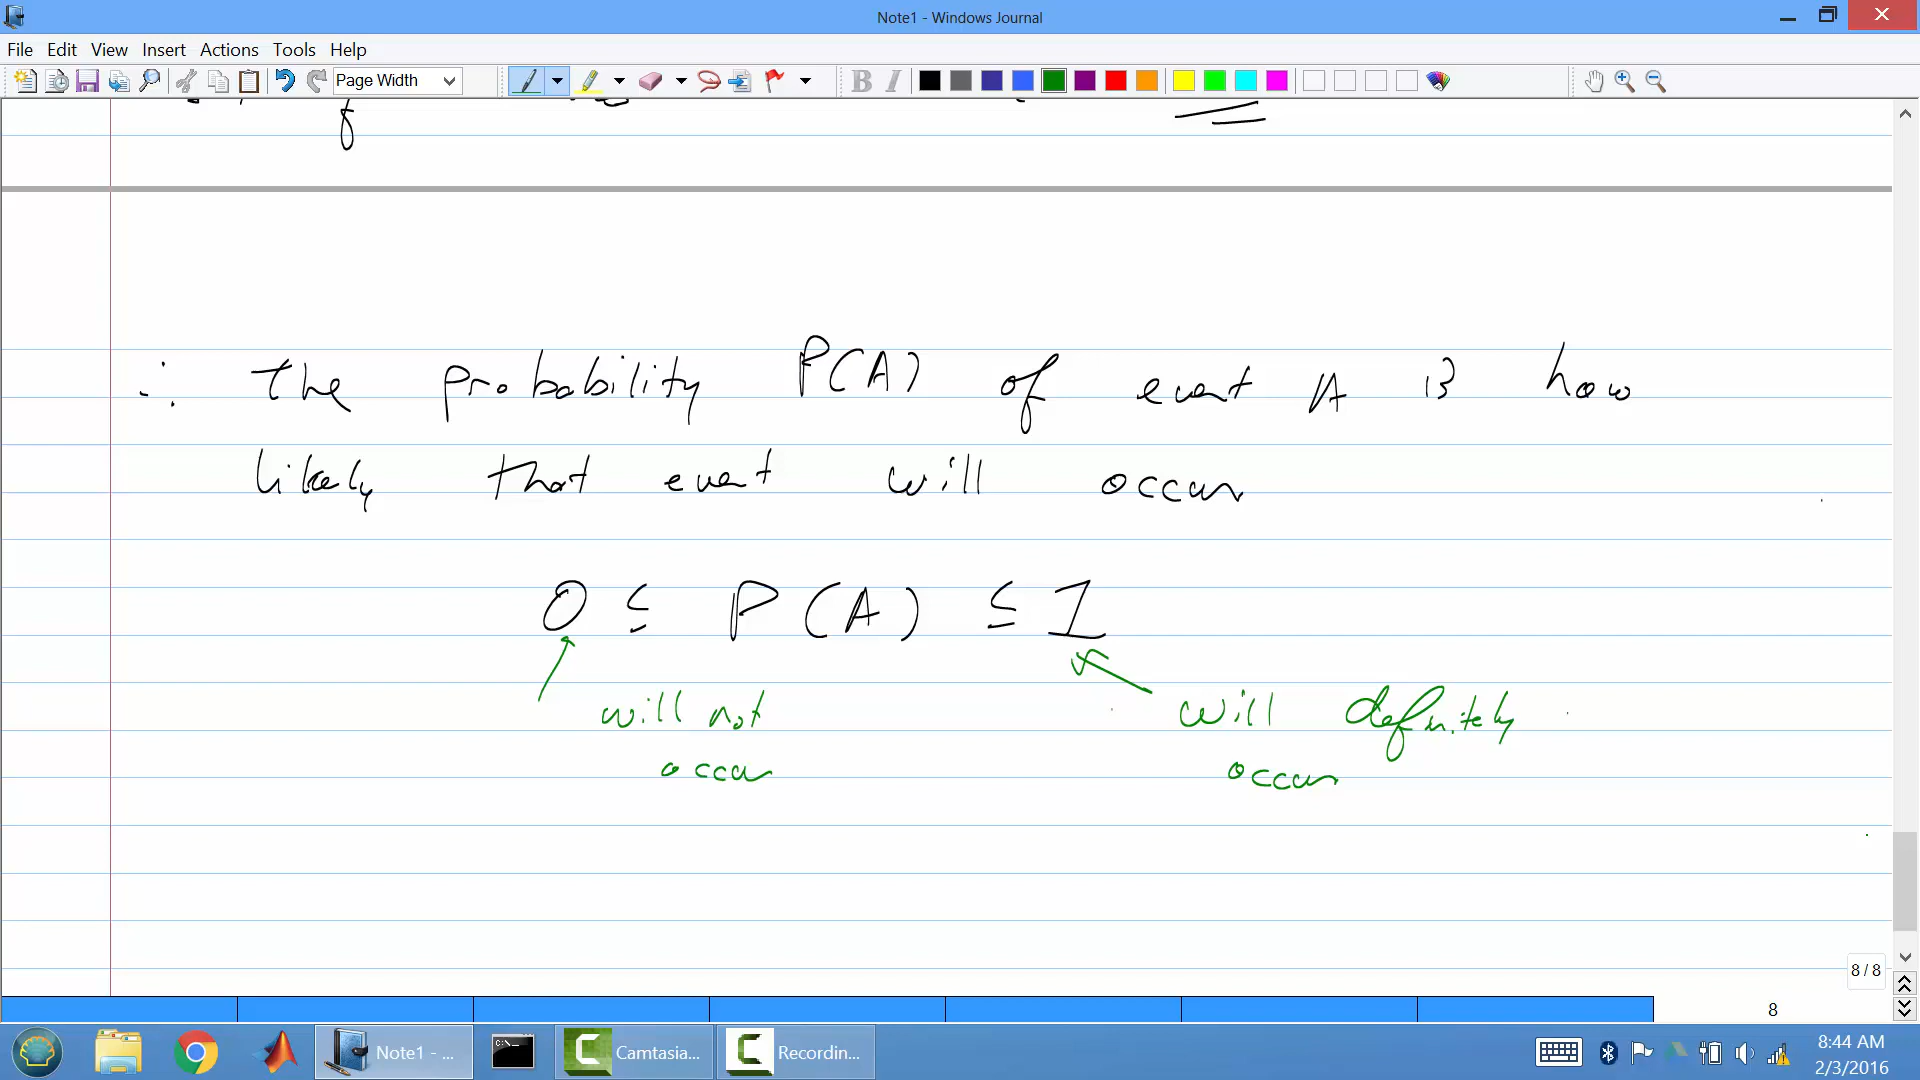 Note1 - Windows Journal
File Edit View Insert Actions Tools Help
Page Width
B I
∴ the probability P(A) of event A is how
likely that event will occur
0 ≤ P(A) ≤ 1
will not
occur
will definitely
occur
8 / 8
8
C:\_
Note1 - ...
Camtasia...
Recordin...
8:44 AM
2/3/2016